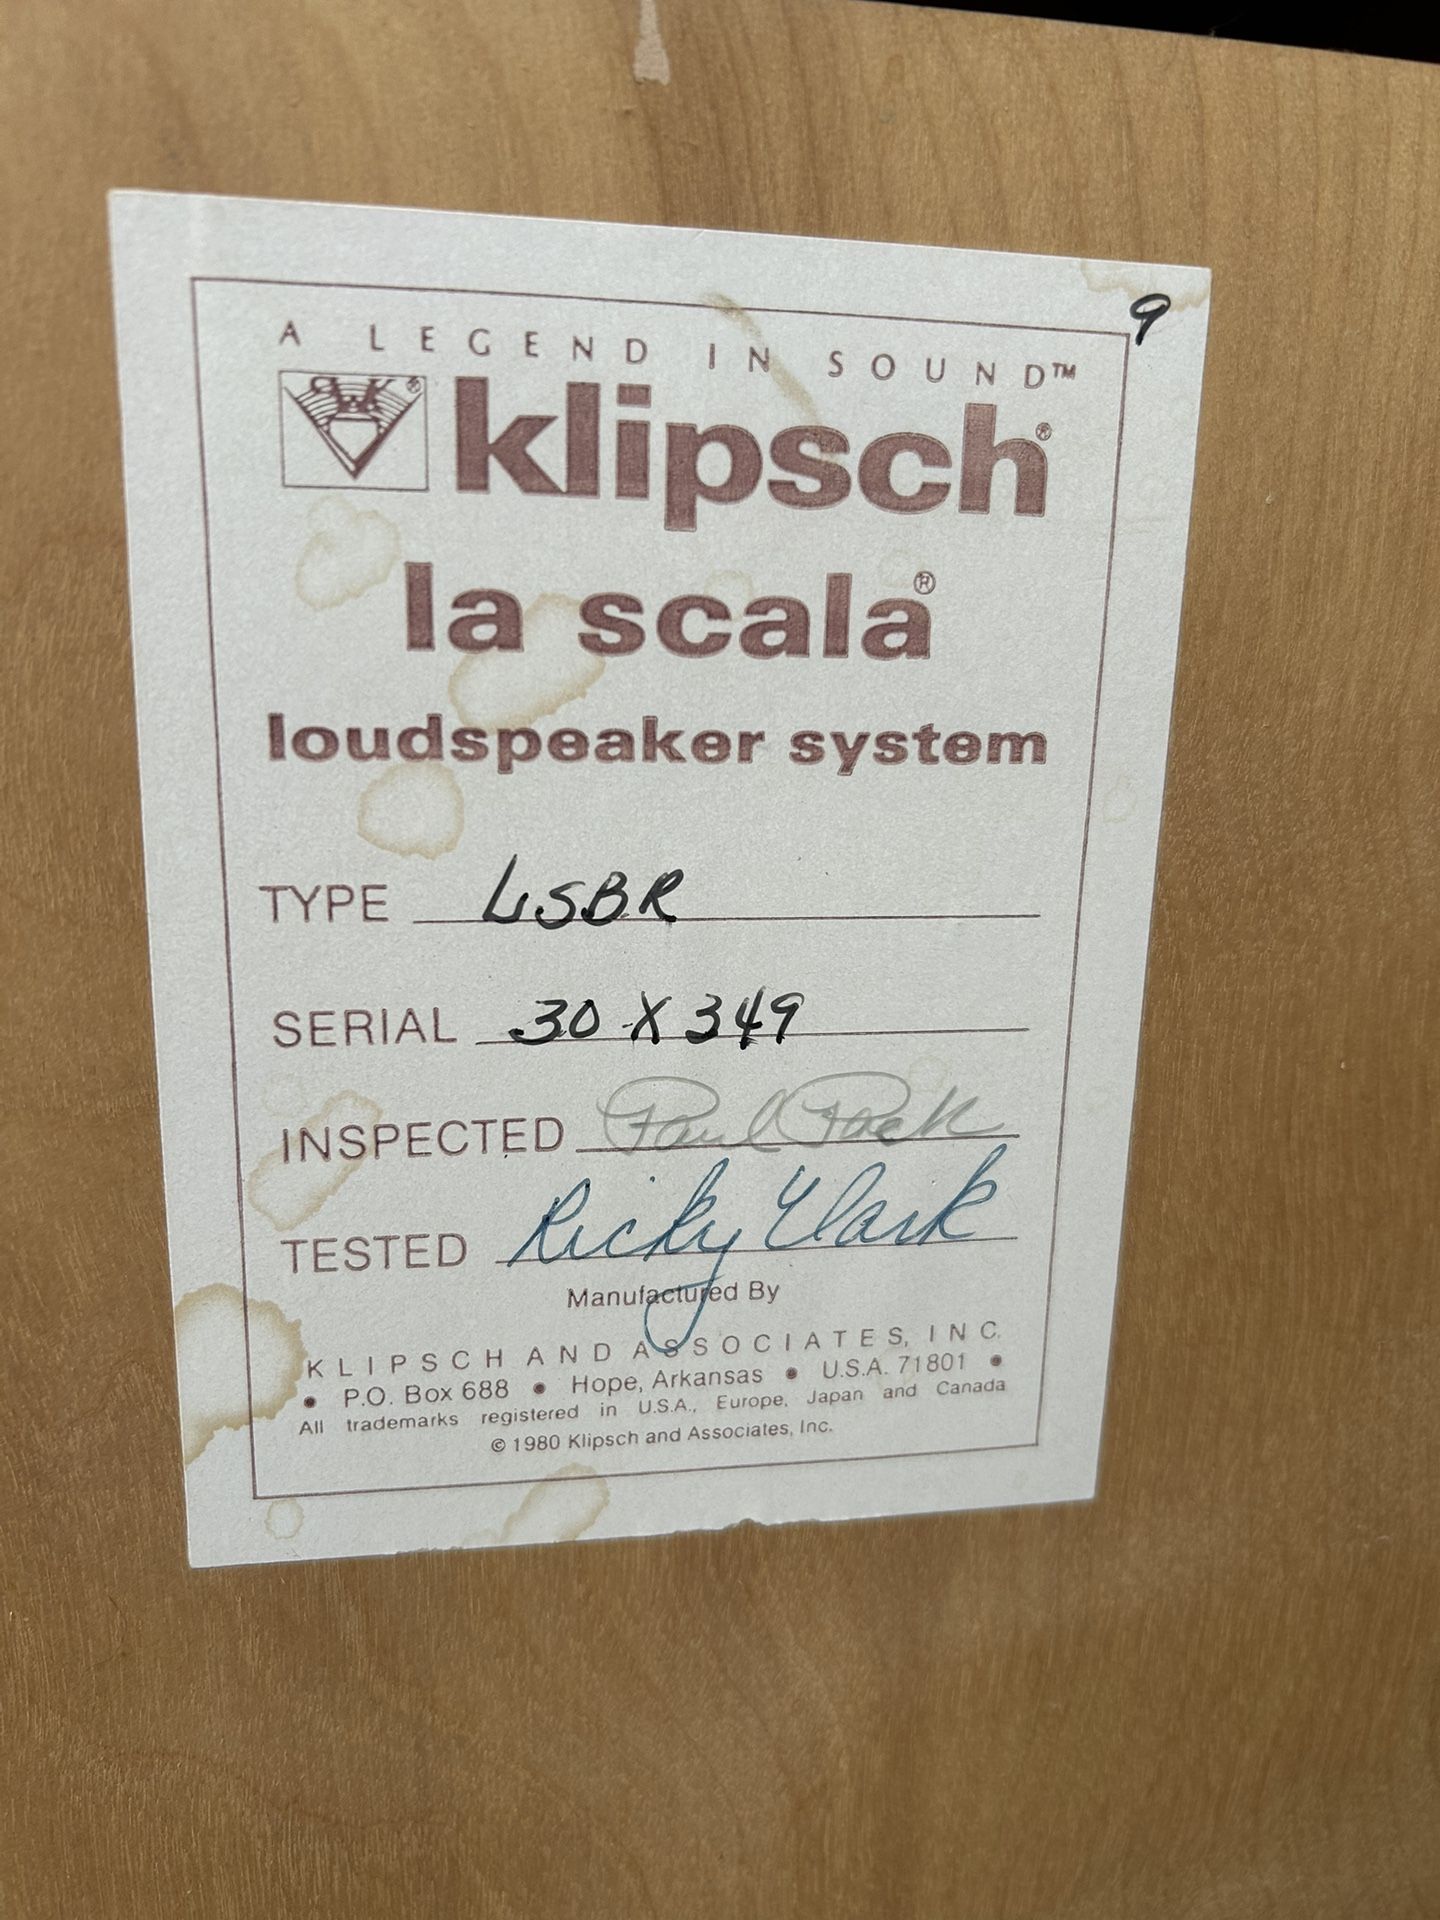 9
A LEGEND IN SOUND™
klipsch®
la scala®
loudspeaker system
TYPE LSBR
SERIAL 30 X 349
INSPECTED Paul Pack
TESTED Ricky Clark
Manufactured By
KLIPSCH AND ASSOCIATES, INC.
• P.O. Box 688 • Hope, Arkansas • U.S.A. 71801 •
All trademarks registered in U.S.A., Europe, Japan and Canada
© 1980 Klipsch and Associates, Inc.